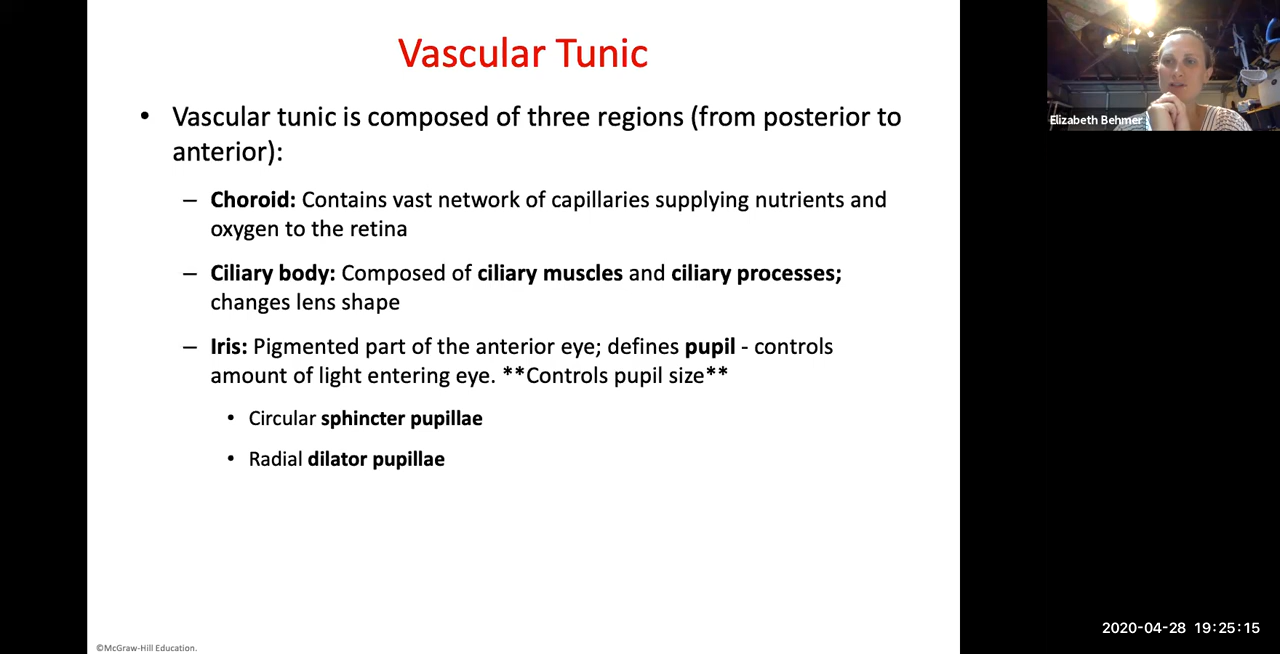 Vascular Tunic
• Vascular tunic is composed of three regions (from posterior to
anterior):
– Choroid: Contains vast network of capillaries supplying nutrients and
oxygen to the retina
– Ciliary body: Composed of ciliary muscles and ciliary processes;
changes lens shape
– Iris: Pigmented part of the anterior eye; defines pupil - controls
amount of light entering eye. **Controls pupil size**
• Circular sphincter pupillae
• Radial dilator pupillae
©McGraw-Hill Education.
Elizabeth Behmer
2020-04-28 19:25:15